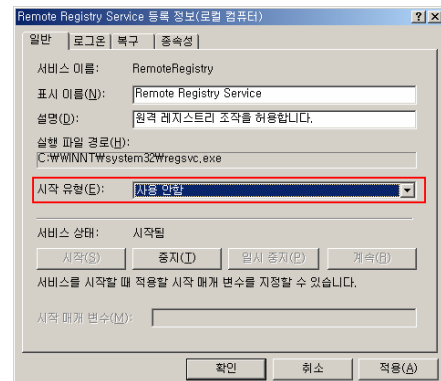 Remote Registry Service 등록 정보(로컬 컴퓨터)
일반 로그온 복구 종속성
서비스 이름: RemoteRegistry
표시 이름(N): Remote Registry Service
설명(D): 원격 레지스트리 조작을 허용합니다.
실행 파일 경로(H):
C:₩WINNT₩system32₩regsvc.exe
시작 유형(E): 사용 안함
서비스 상태: 시작됨
시작(S) 중지(T) 일시 중지(P) 계속(R)
서비스를 시작할 때 적용할 시작 매개 변수를 지정할 수 있습니다.
시작 매개 변수(M):
확인 취소 적용(A)